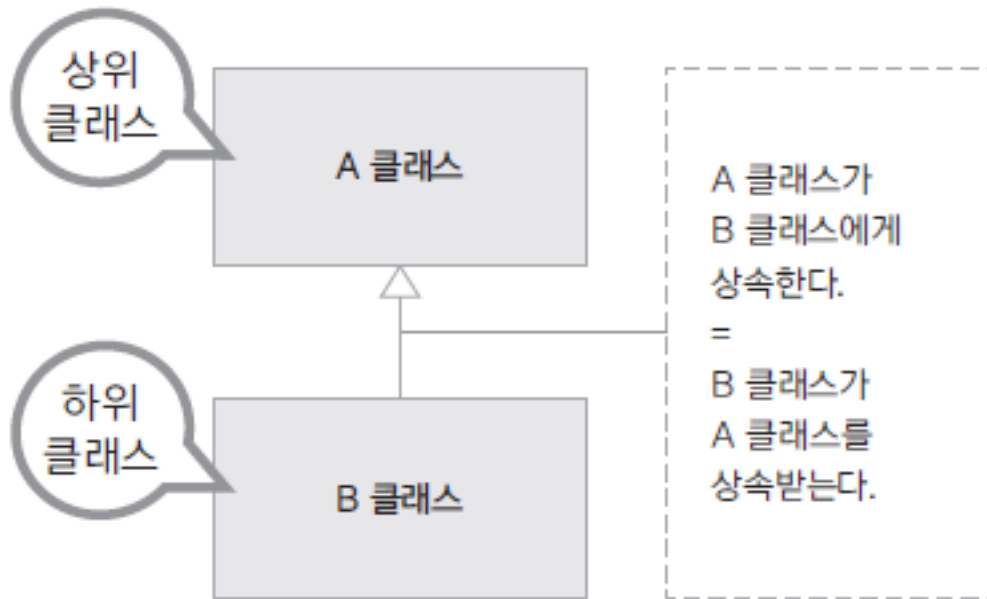 상위
클래스
A 클래스
하위
클래스
B 클래스
A 클래스가
B 클래스에게
상속한다.
=
B 클래스가
A 클래스를
상속받는다.